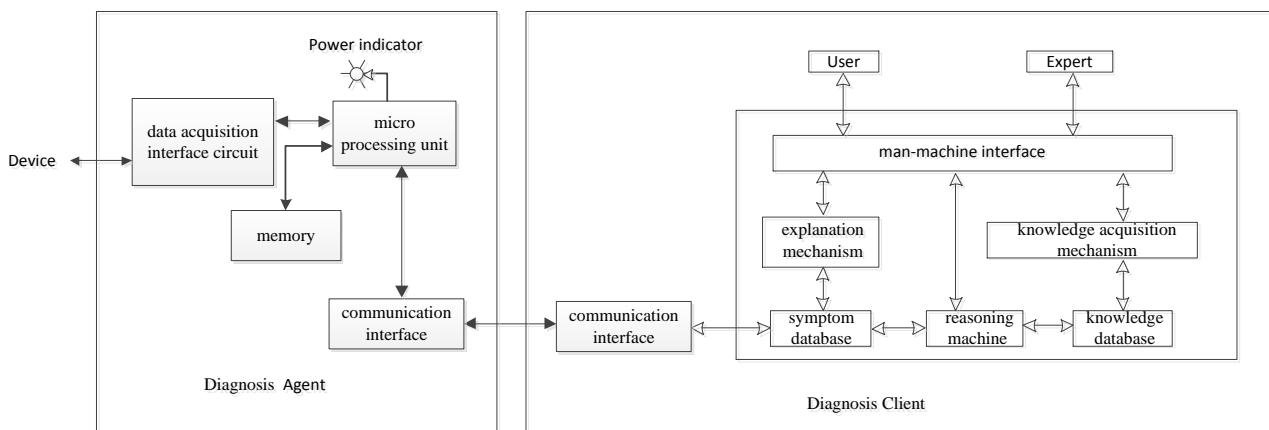 Power indicator
data acquisition
interface circuit
micro
processing unit
Device
memory
communication
interface
Diagnosis Agent
User
Expert
man-machine interface
explanation
mechanism
knowledge acquisition
mechanism
communication
interface
symptom
database
reasoning
machine
knowledge
database
Diagnosis Client